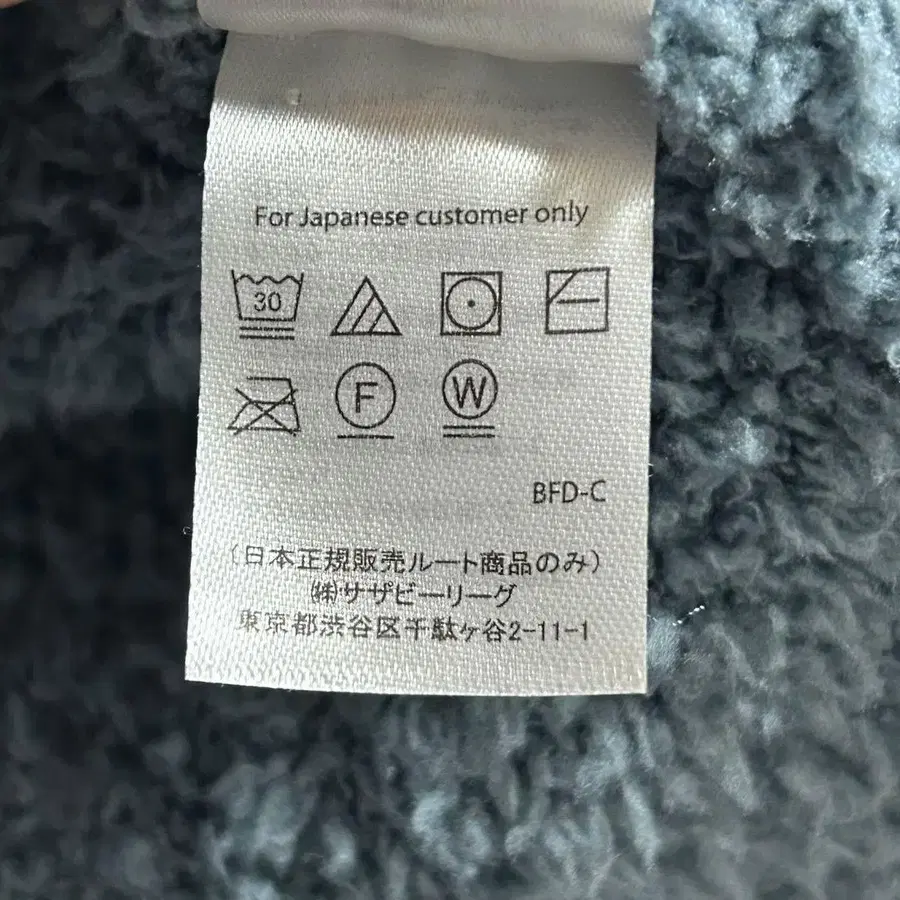 For Japanese customer only
30
F
W
BFD-C
(日本正規販売ルート商品のみ)
㈱サザビーリーグ
東京都渋谷区千駄ヶ谷2-11-1